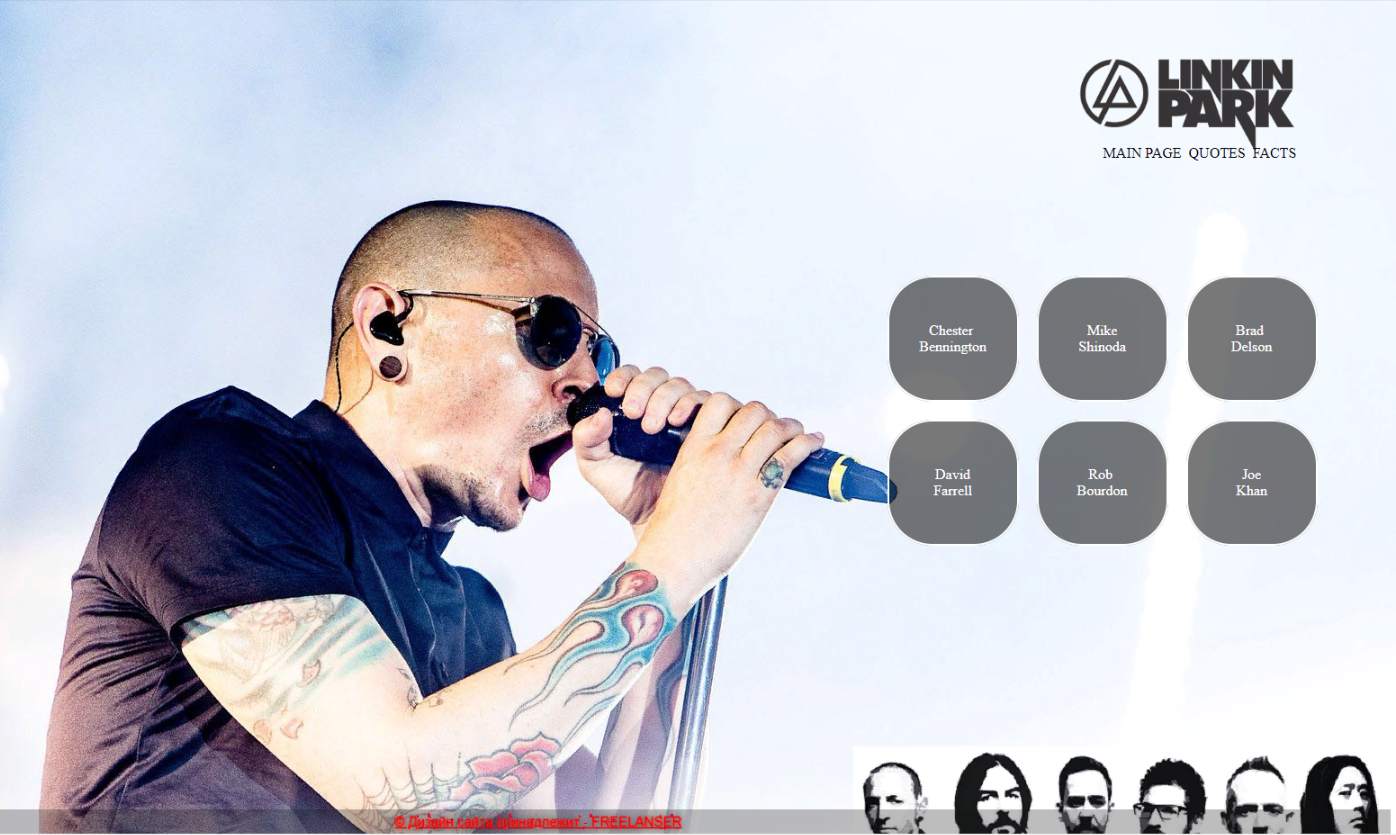 LINKIN
PARK
MAIN PAGE QUOTES FACTS
Chester
Bennington
Mike
Shinoda
Brad
Delson
David
Farrell
Rob
Bourdon
Joe
Khan
© Дизайн сайта принадлежит - "FREELANSER"